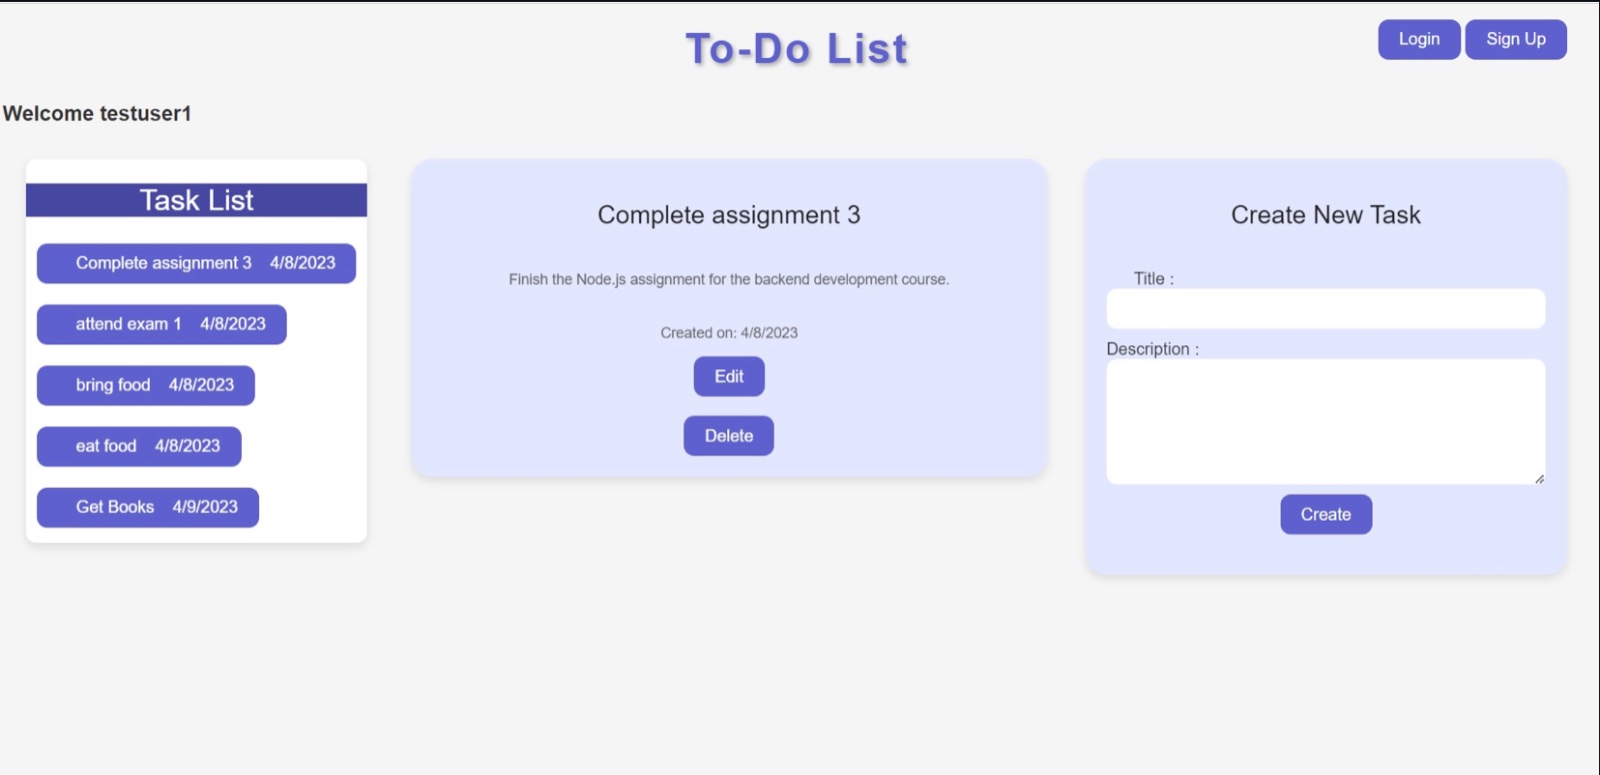 To-Do List
Login
Sign Up
Welcome testuser1
Task List
Complete assignment 3 4/8/2023
attend exam 1 4/8/2023
bring food 4/8/2023
eat food 4/8/2023
Get Books 4/9/2023
Complete assignment 3
Finish the Node.js assignment for the backend development course.
Created on: 4/8/2023
Edit
Delete
Create New Task
Title :
Description :
Create